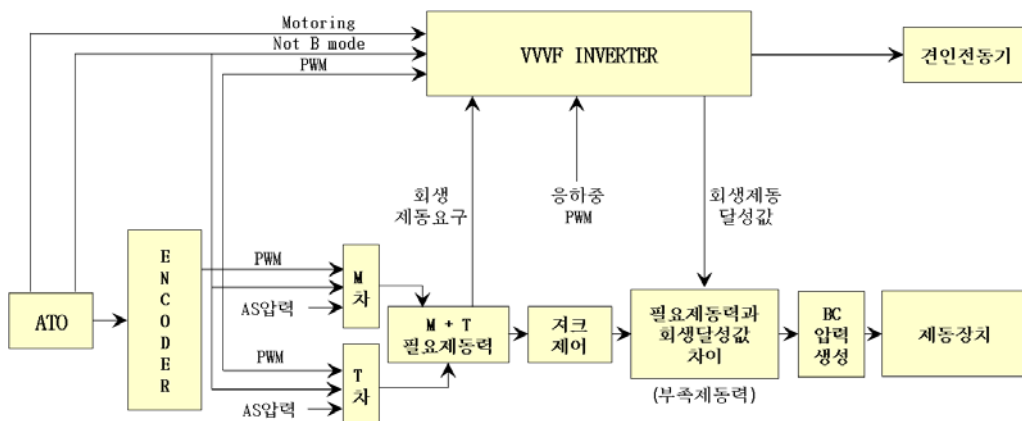 Motoring
Not B mode
PWM
VVVF INVERTER
견인전동기
회생
제동요구
응하중
PWM
회생제동
달성값
ATO
ENCODER
PWM
M
차
AS압력
PWM
T
차
AS압력
M + T
필요제동력
져크
제어
필요제동력과
회생달성값
차이
(부족제동력)
BC
압력
생성
제동장치